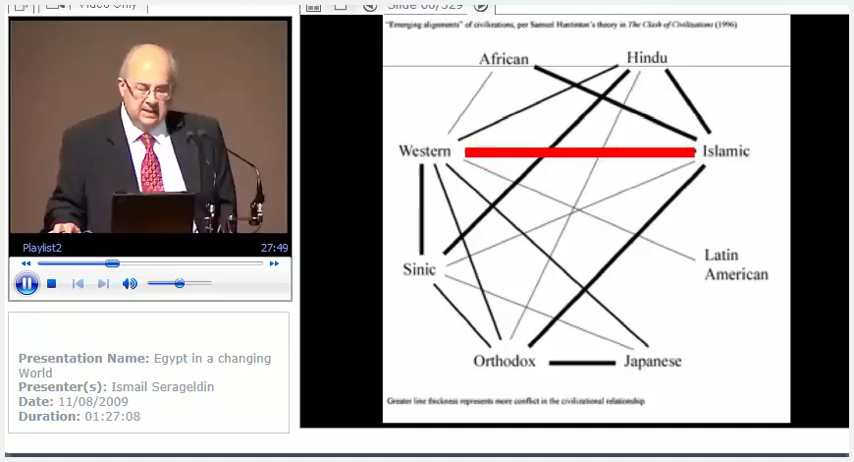 Video Only
Slide 06/329
"Emerging alignments" of civilizations, per Samuel Huntington's theory in The Clash of Civilizations (1996).
African
Hindu
Western
Islamic
Sinic
Latin
American
Orthodox
Japanese
Greater line thickness represents more conflict in the civilizational relationship.
Playlist2
27:49
Presentation Name: Egypt in a changing
World
Presenter(s): Ismail Serageldin
Date: 11/08/2009
Duration: 01:27:08